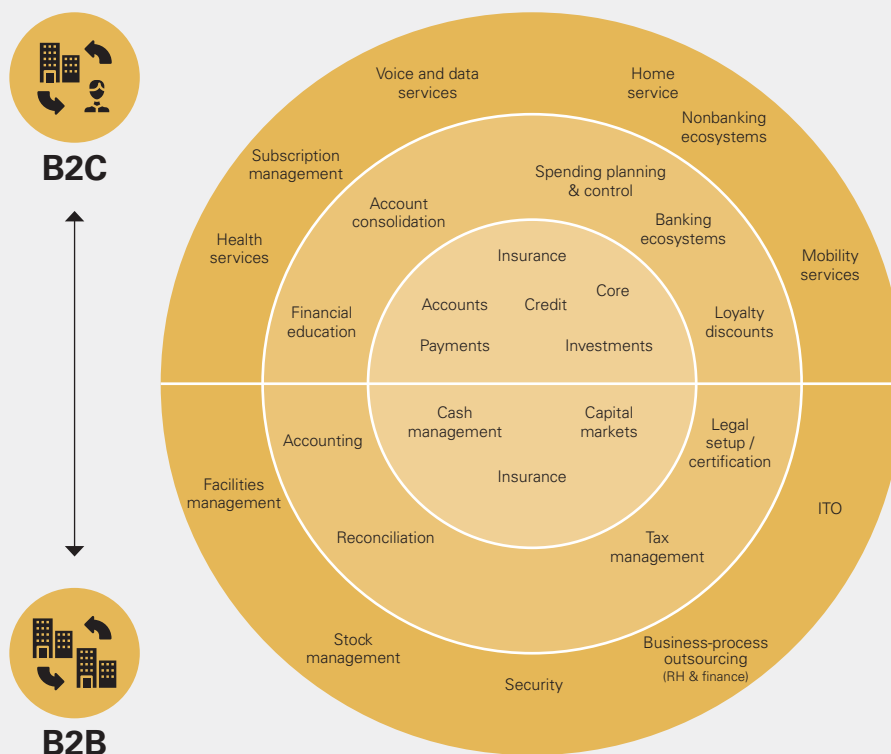 B2C
Voice and data
services
Home
service
Nonbanking
ecosystems
Subscription
management
Health
services
Mobility
services
Spending planning
& control
Account
consolidation
Banking
ecosystems
Financial
education
Loyalty
discounts
Insurance
Core
Accounts
Credit
Payments
Investments
Cash
management
Capital
markets
Insurance
Accounting
Legal
setup /
certification
Reconciliation
Tax
management
Facilities
management
ITO
Stock
management
Business-process
outsourcing
(RH & finance)
Security
B2B